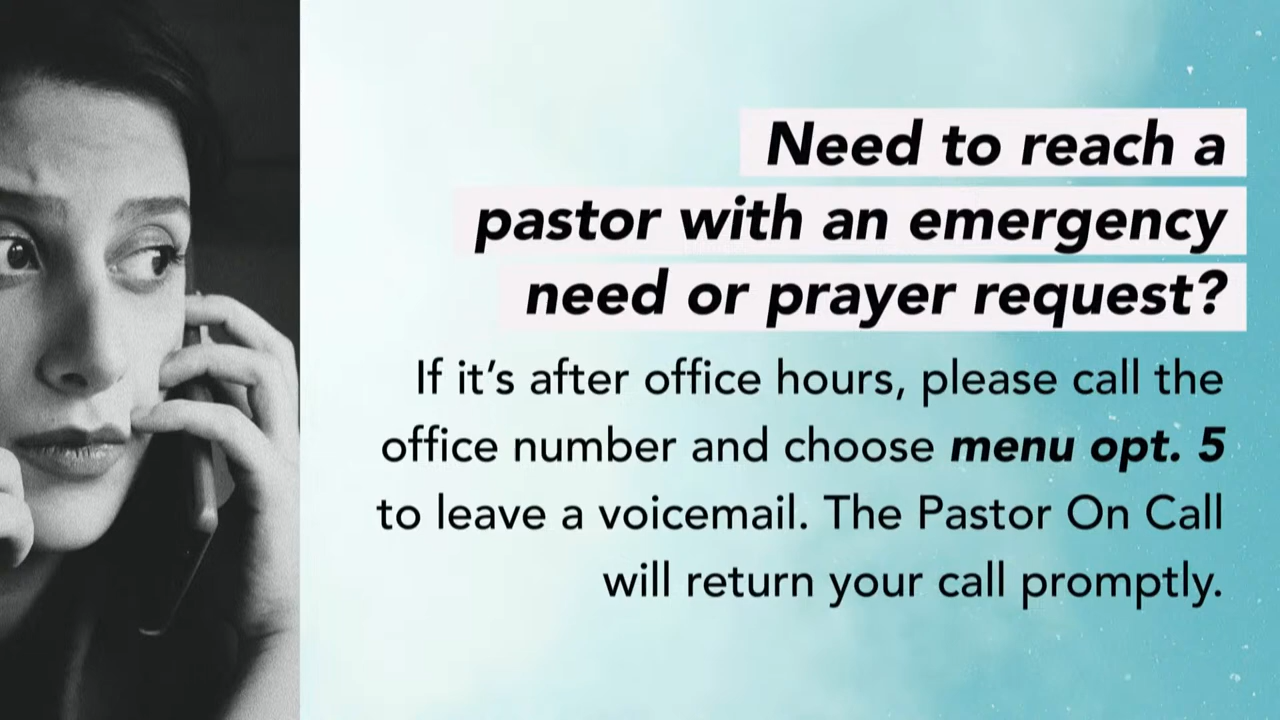 Need to reach a
pastor with an emergency
need or prayer request?
If it's after office hours, please call the
office number and choose menu opt. 5
to leave a voicemail. The Pastor On Call
will return your call promptly.